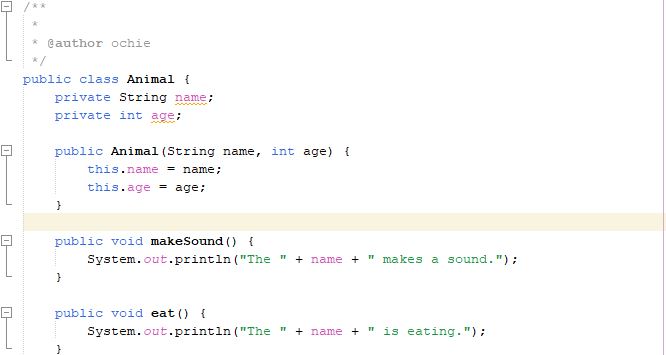 /**
 *
 * @author ochie
 */
public class Animal {
    private String name;
    private int age;

    public Animal(String name, int age) {
        this.name = name;
        this.age = age;
    }

    public void makeSound() {
        System.out.println("The " + name + " makes a sound.");
    }

    public void eat() {
        System.out.println("The " + name + " is eating.");
    }